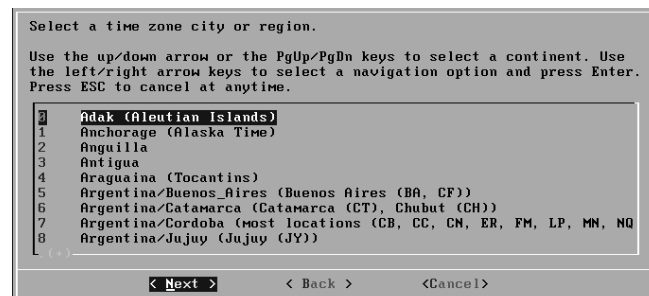 Select a time zone city or region.
Use the up/down arrow or the PgUp/PgDn keys to select a continent. Use
the left/right arrow keys to select a navigation option and press Enter.
Press ESC to cancel at anytime.
0 Adak (Aleutian Islands)
1 Anchorage (Alaska Time)
2 Anguilla
3 Antigua
4 Araguaina (Tocantins)
5 Argentina/Buenos_Aires (Buenos Aires (BA, CF))
6 Argentina/Catamarca (Catamarca (CT), Chubut (CH))
7 Argentina/Cordoba (most locations (CB, CC, CN, ER, FM, LP, MN, NQ
8 Argentina/Jujuy (Jujuy (JY))
(+)
< Next > < Back > <Cancel>